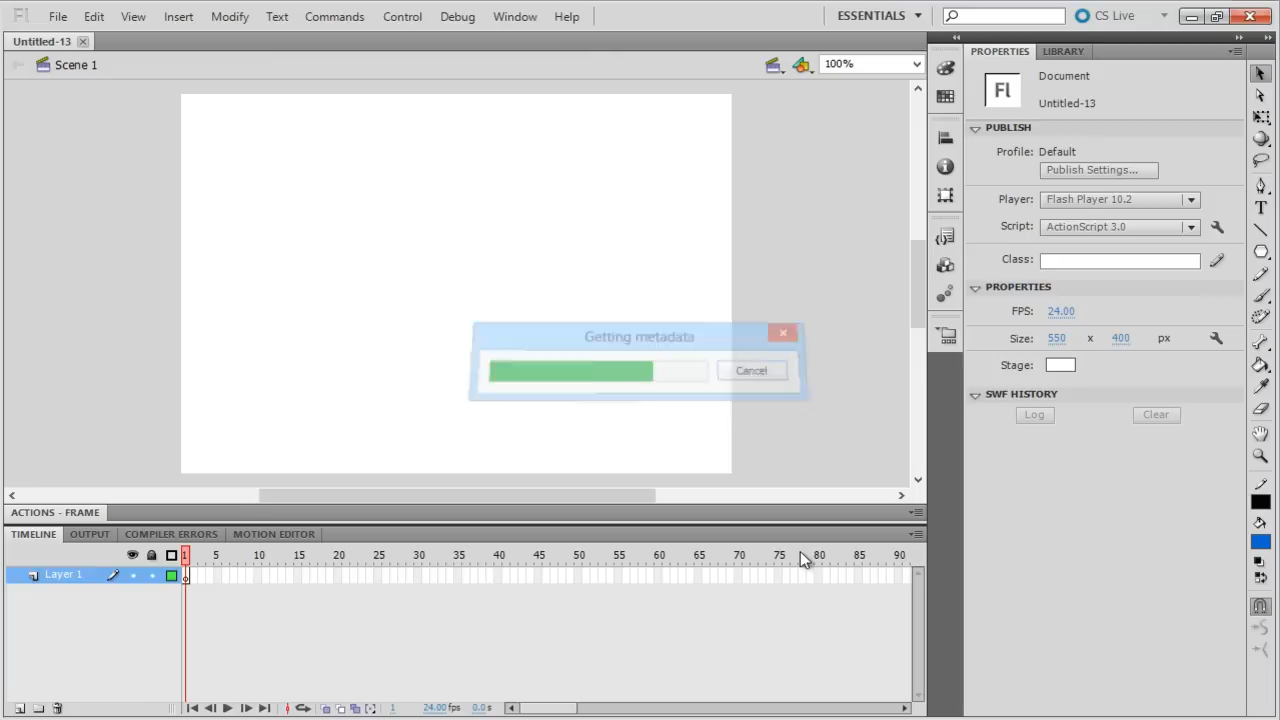 Fl File Edit View Insert Modify Text Commands Control Debug Window Help ESSENTIALS CS Live
Untitled-13
Scene 1 100%
PROPERTIES LIBRARY
Fl Document
Untitled-13
PUBLISH
Profile: Default
Publish Settings...
Player: Flash Player 10.2
Script: ActionScript 3.0
Class:
PROPERTIES
FPS: 24.00
Size: 550 x 400 px
Stage:
SWF HISTORY
Log Clear
Getting metadata
Cancel
ACTIONS - FRAME
TIMELINE OUTPUT COMPILER ERRORS MOTION EDITOR
1 5 10 15 20 25 30 35 40 45 50 55 60 65 70 75 80 85 90
Layer 1
1 24.00 fps 0.0 s